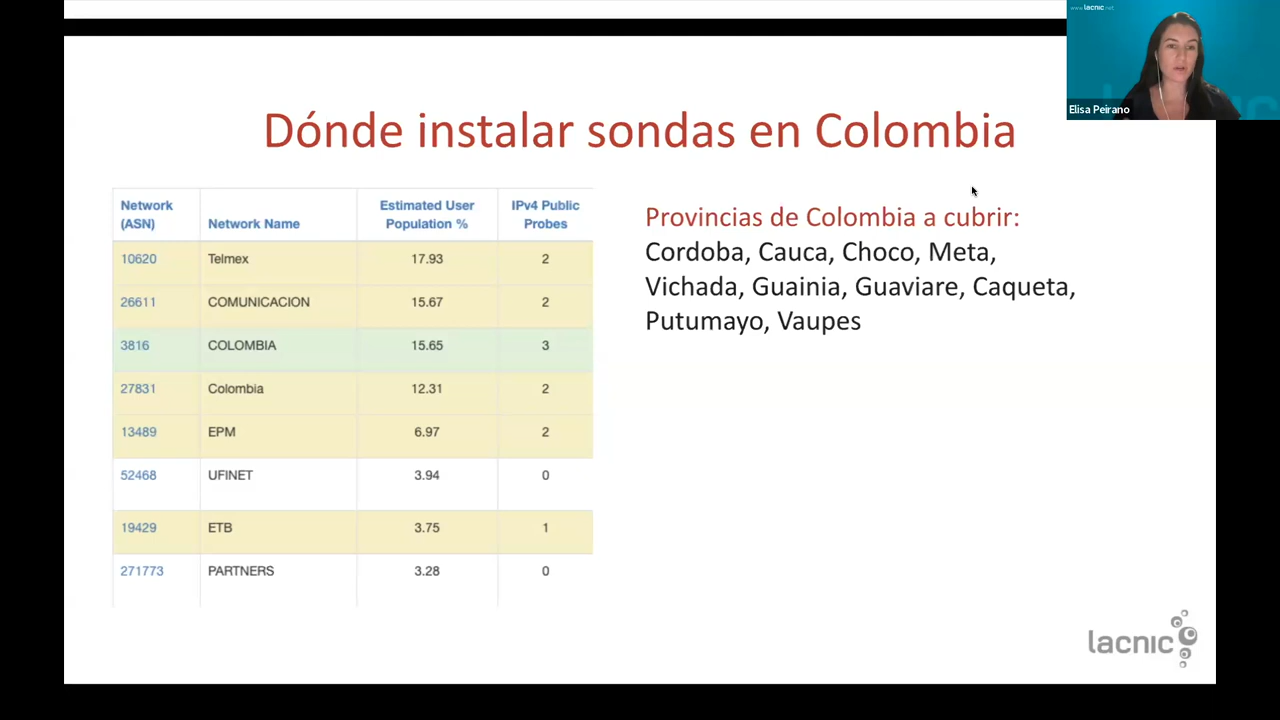 www.lacnic.net
Elisa Peirano
Dónde instalar sondas en Colombia
Network (ASN) Network Name Estimated User Population % IPv4 Public Probes
10620 Telmex 17.93 2
26611 COMUNICACION 15.67 2
3816 COLOMBIA 15.65 3
27831 Colombia 12.31 2
13489 EPM 6.97 2
52468 UFINET 3.94 0
19429 ETB 3.75 1
271773 PARTNERS 3.28 0
Provincias de Colombia a cubrir:
Cordoba, Cauca, Choco, Meta,
Vichada, Guainia, Guaviare, Caqueta,
Putumayo, Vaupes
lacnic